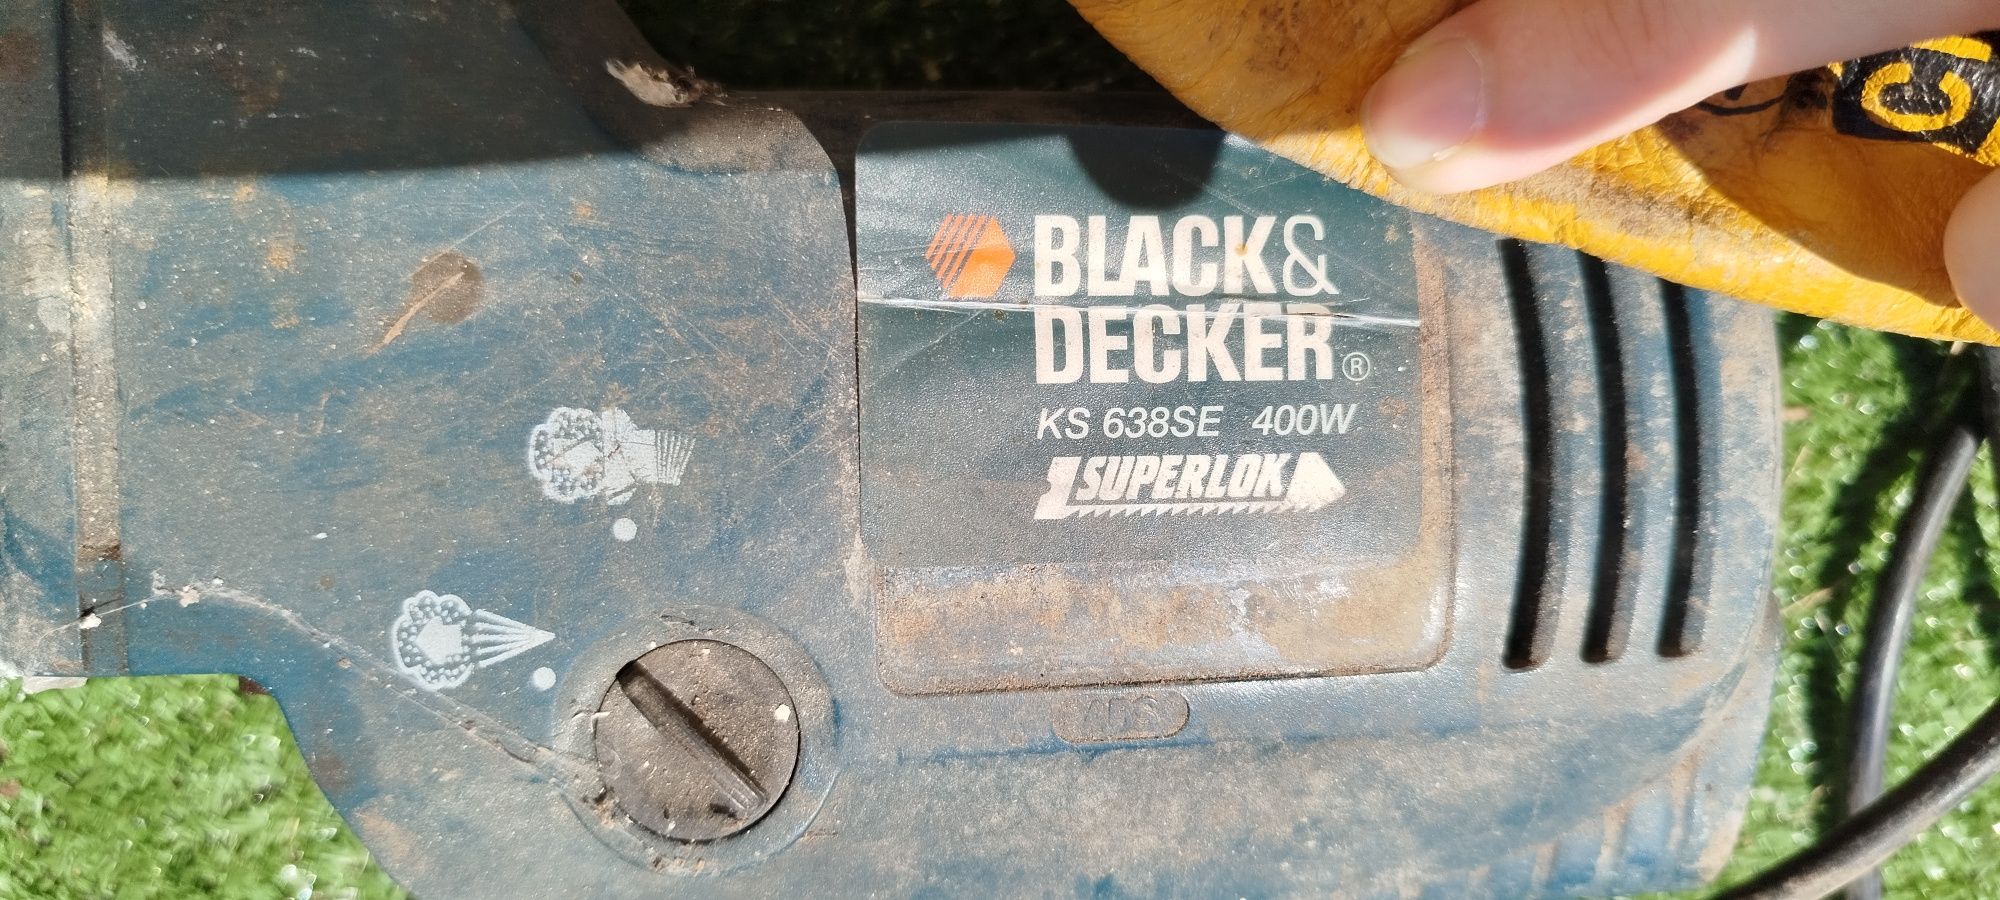 BLACK&
DECKER®
KS 638SE 400W
SUPERLOK
C